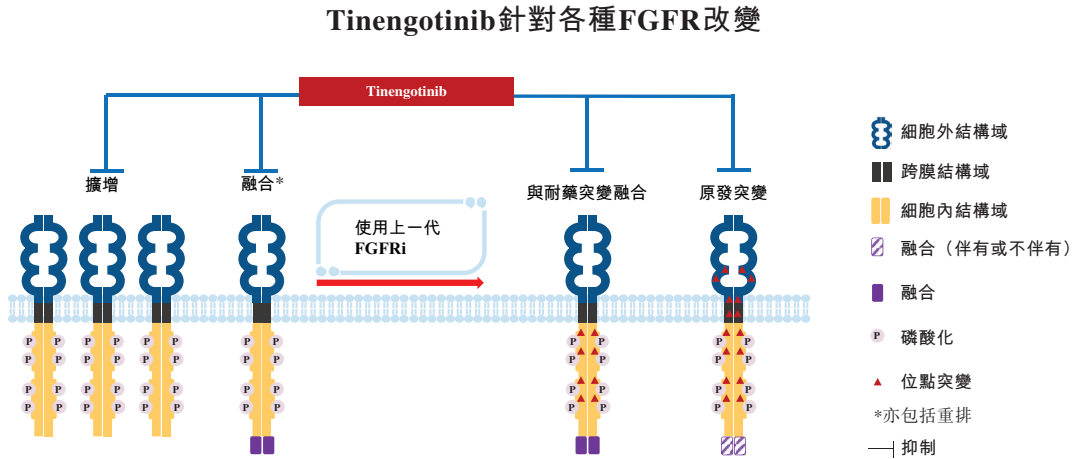 Tinengotinib針對各種FGFR改變
Tinengotinib
擴增
融合*
與耐藥突變融合
原發突變
使用上一代
FGFRi
P P P P P P
P P P P P P
P P P P P P
P P P P P P
P P
P P
P P
P P
P P
P P
P P
P P
P P
P P
P P
P P
細胞外結構域
跨膜結構域
細胞內結構域
融合（伴有或不伴有）
融合
P 磷酸化
位點突變
*亦包括重排
抑制